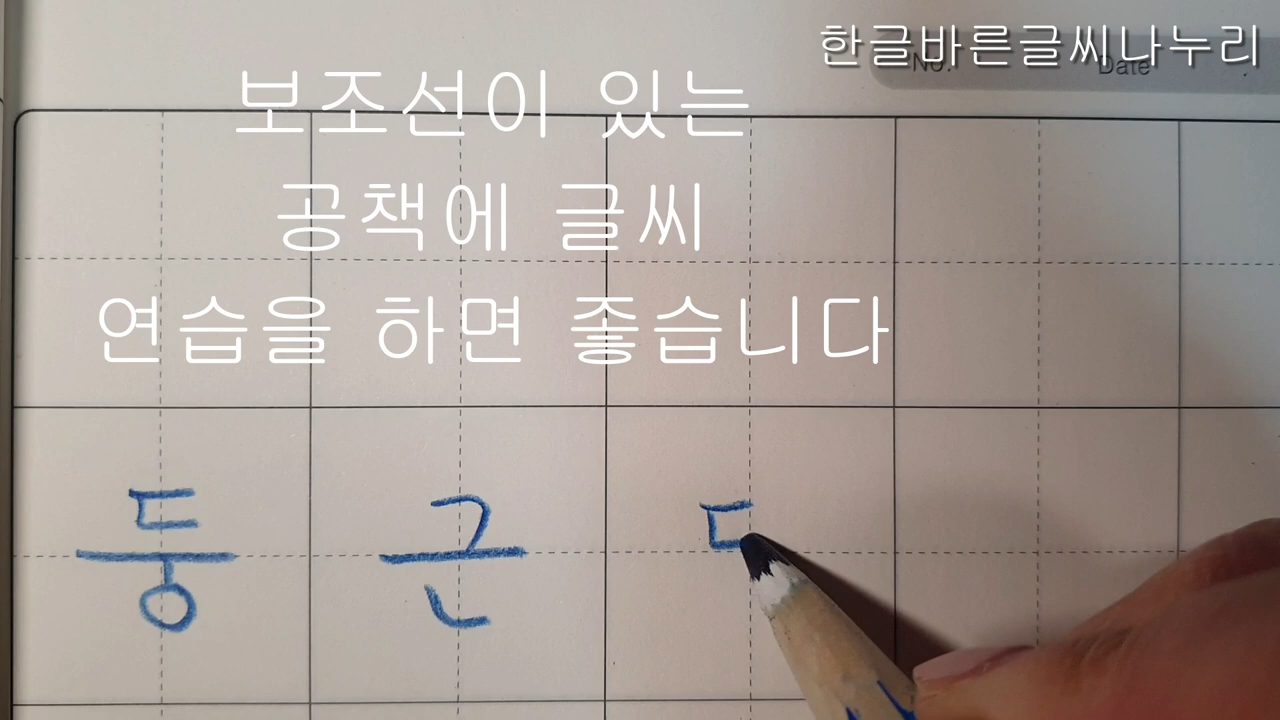 한글바른글씨나누리
No. Date
보조선이 있는
공책에 글씨
연습을 하면 좋습니다
둥 근 ㄷ